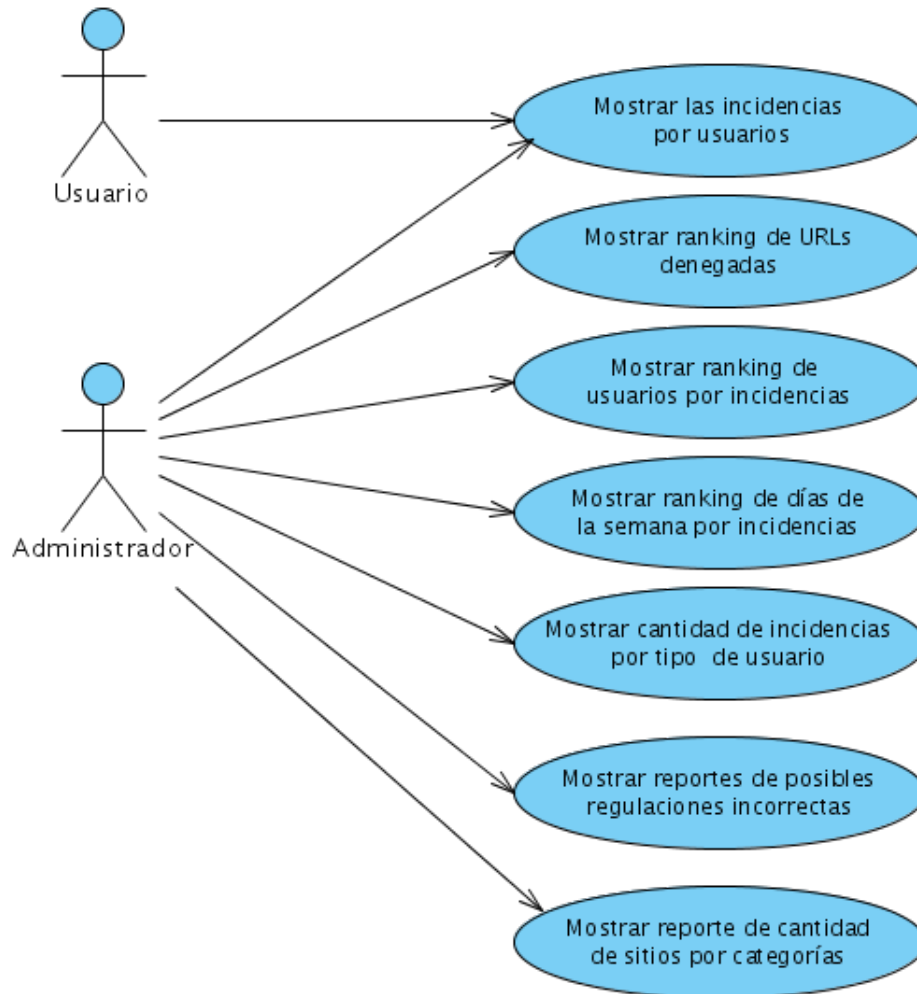 Usuario
Mostrar las incidencias
por usuarios
Mostrar ranking de URLs
denegadas
Mostrar ranking de
usuarios por incidencias
Administrador
Mostrar ranking de días de
la semana por incidencias
Mostrar cantidad de incidencias
por tipo de usuario
Mostrar reportes de posibles
regulaciones incorrectas
Mostrar reporte de cantidad
de sitios por categorías